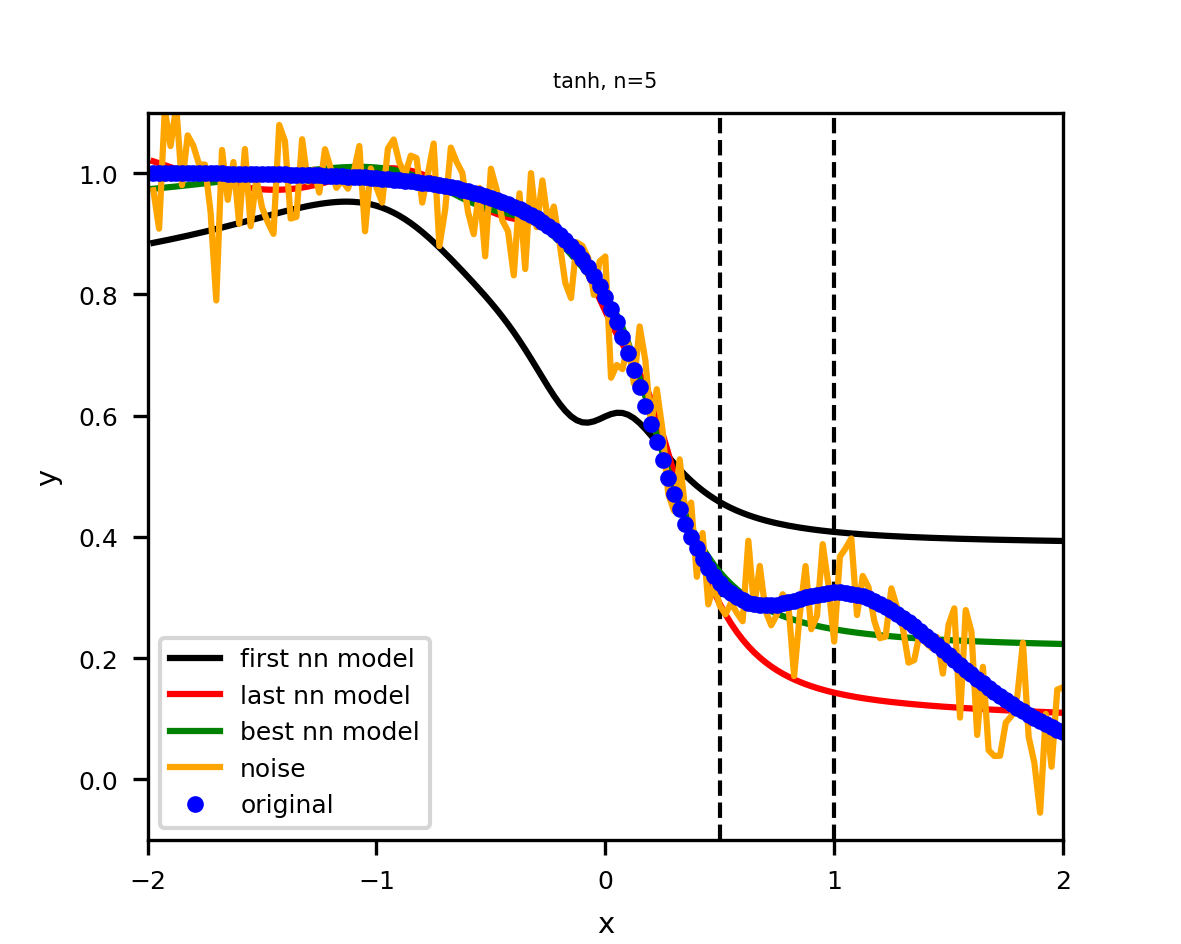 tanh, n=5
y
1.0
0.8
0.6
0.4
0.2
0.0
first nn model
last nn model
best nn model
noise
original
−2
−1
0
1
2
x